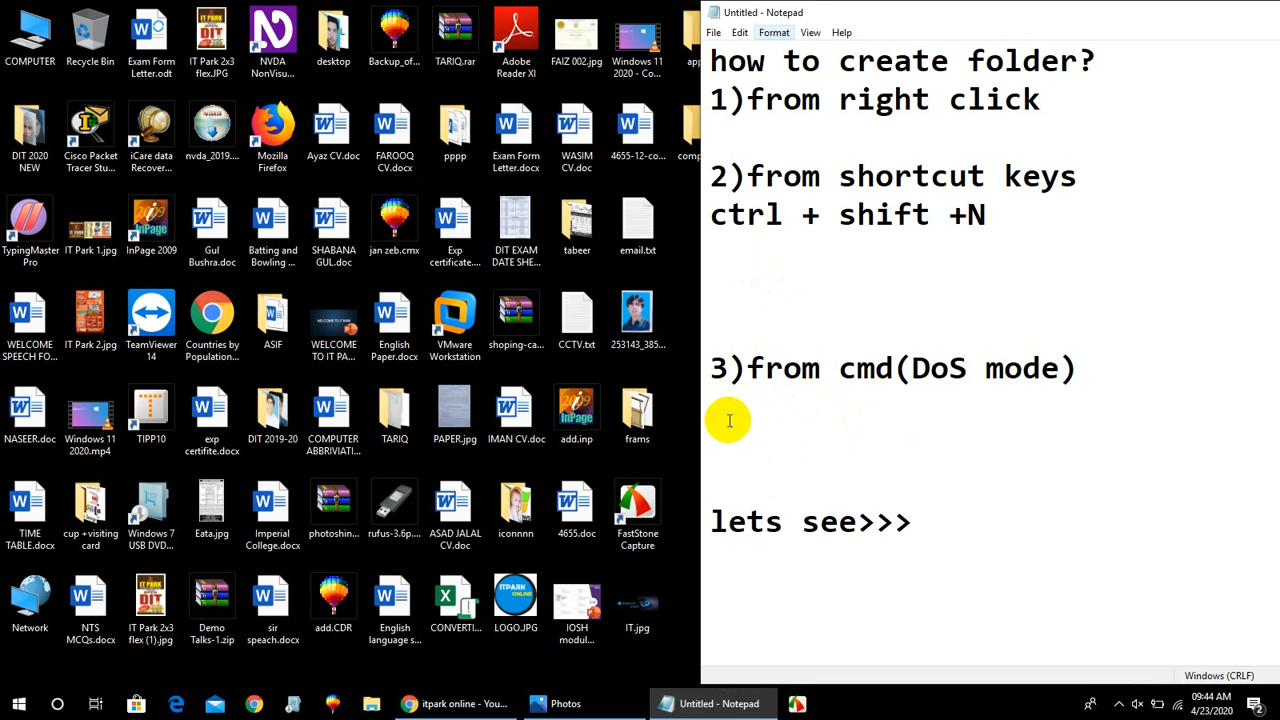 Untitled - Notepad
File Edit Format View Help
how to create folder?
1)from right click
2)from shortcut keys
ctrl + shift +N
3)from cmd(DoS mode)
lets see>>>
Windows (CRLF)
COMPUTER
Recycle Bin
Exam Form Letter.odt
IT Park 2x3 flex.JPG
NVDA NonVisu...
desktop
Backup_of...
TARIQ.rar
Adobe Reader XI
FAIZ 002.jpg
Windows 11 2020 - Co...
DIT 2020 NEW
Cisco Packet Tracer Stu...
iCare data Recover...
nvda_2019....
Mozilla Firefox
Ayaz CV.doc
FAROOQ CV.docx
pppp
Exam Form Letter.docx
WASIM CV.doc
4655-12-co...
TypingMaster Pro
IT Park 1.jpg
InPage 2009
Gul Bushra.doc
Batting and Bowling ...
SHABANA GUL.doc
jan zeb.cmx
Exp certificate....
DIT EXAM DATE SHE...
tabeer
email.txt
WELCOME SPEECH FO...
IT Park 2.jpg
TeamViewer 14
Countries by Population...
ASIF
WELCOME TO IT PA...
English Paper.docx
VMware Workstation
shoping-ca...
CCTV.txt
253143_385...
NASEER.doc
Windows 11 2020.mp4
TIPP10
exp certifite.docx
DIT 2019-20
COMPUTER ABBRIVIATI...
TARIQ
PAPER.jpg
IMAN CV.doc
add.inp
frams
TIME TABLE.docx
cup +visiting card
Windows 7 USB DVD...
Eata.jpg
Imperial College.docx
photoshin...
rufus-3.6p...
ASAD JALAL CV.doc
iconnnn
4655.doc
FastStone Capture
Network
NTS MCQs.docx
IT Park 2x3 flex (1).jpg
Demo Talks-1.zip
sir speach.docx
add.CDR
English language s...
CONVERTI...
LOGO.JPG
IOSH modul...
IT.jpg
itpark online - You...
Photos
Untitled - Notepad
09:44 AM
4/23/2020
2